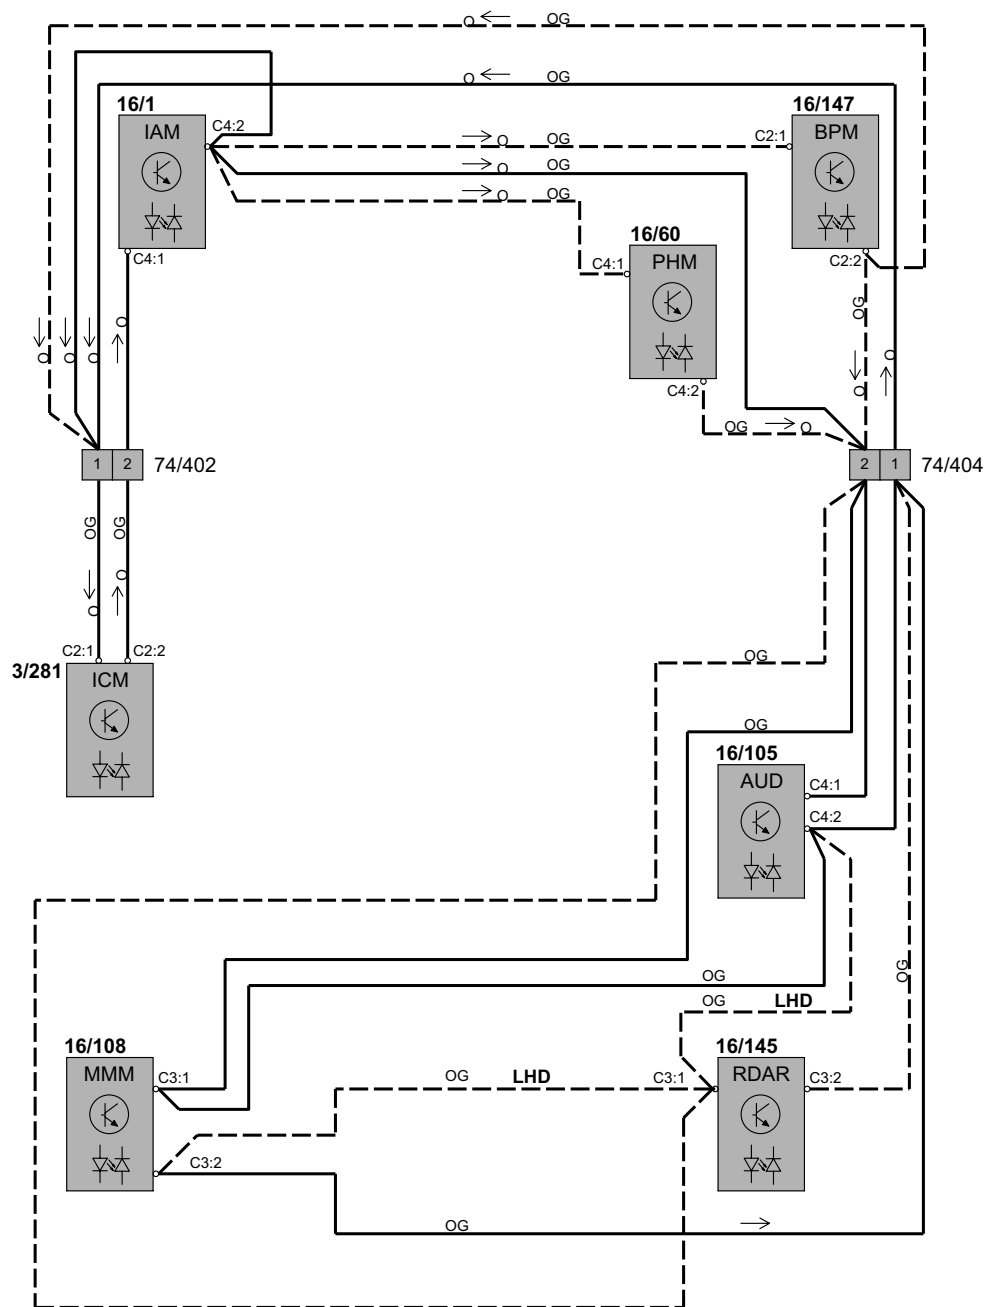 O OG
O OG
16/1
16/147
IAM
C4:2
C2:1
BPM
O OG
O OG
O OG
C4:1
C2:2
16/60
C4:1
PHM
C4:2
OG
O
O
O
O
O
O
O
OG O
1 2 74/402
2 1 74/404
OG
OG
O
O
C2:1 C2:2
3/281
ICM
OG
OG
16/105
AUD
C4:1
C4:2
OG
OG
OG LHD
16/108
MMM
C3:1
OG LHD
C3:1
16/145
RDAR
C3:2
C3:2
OG